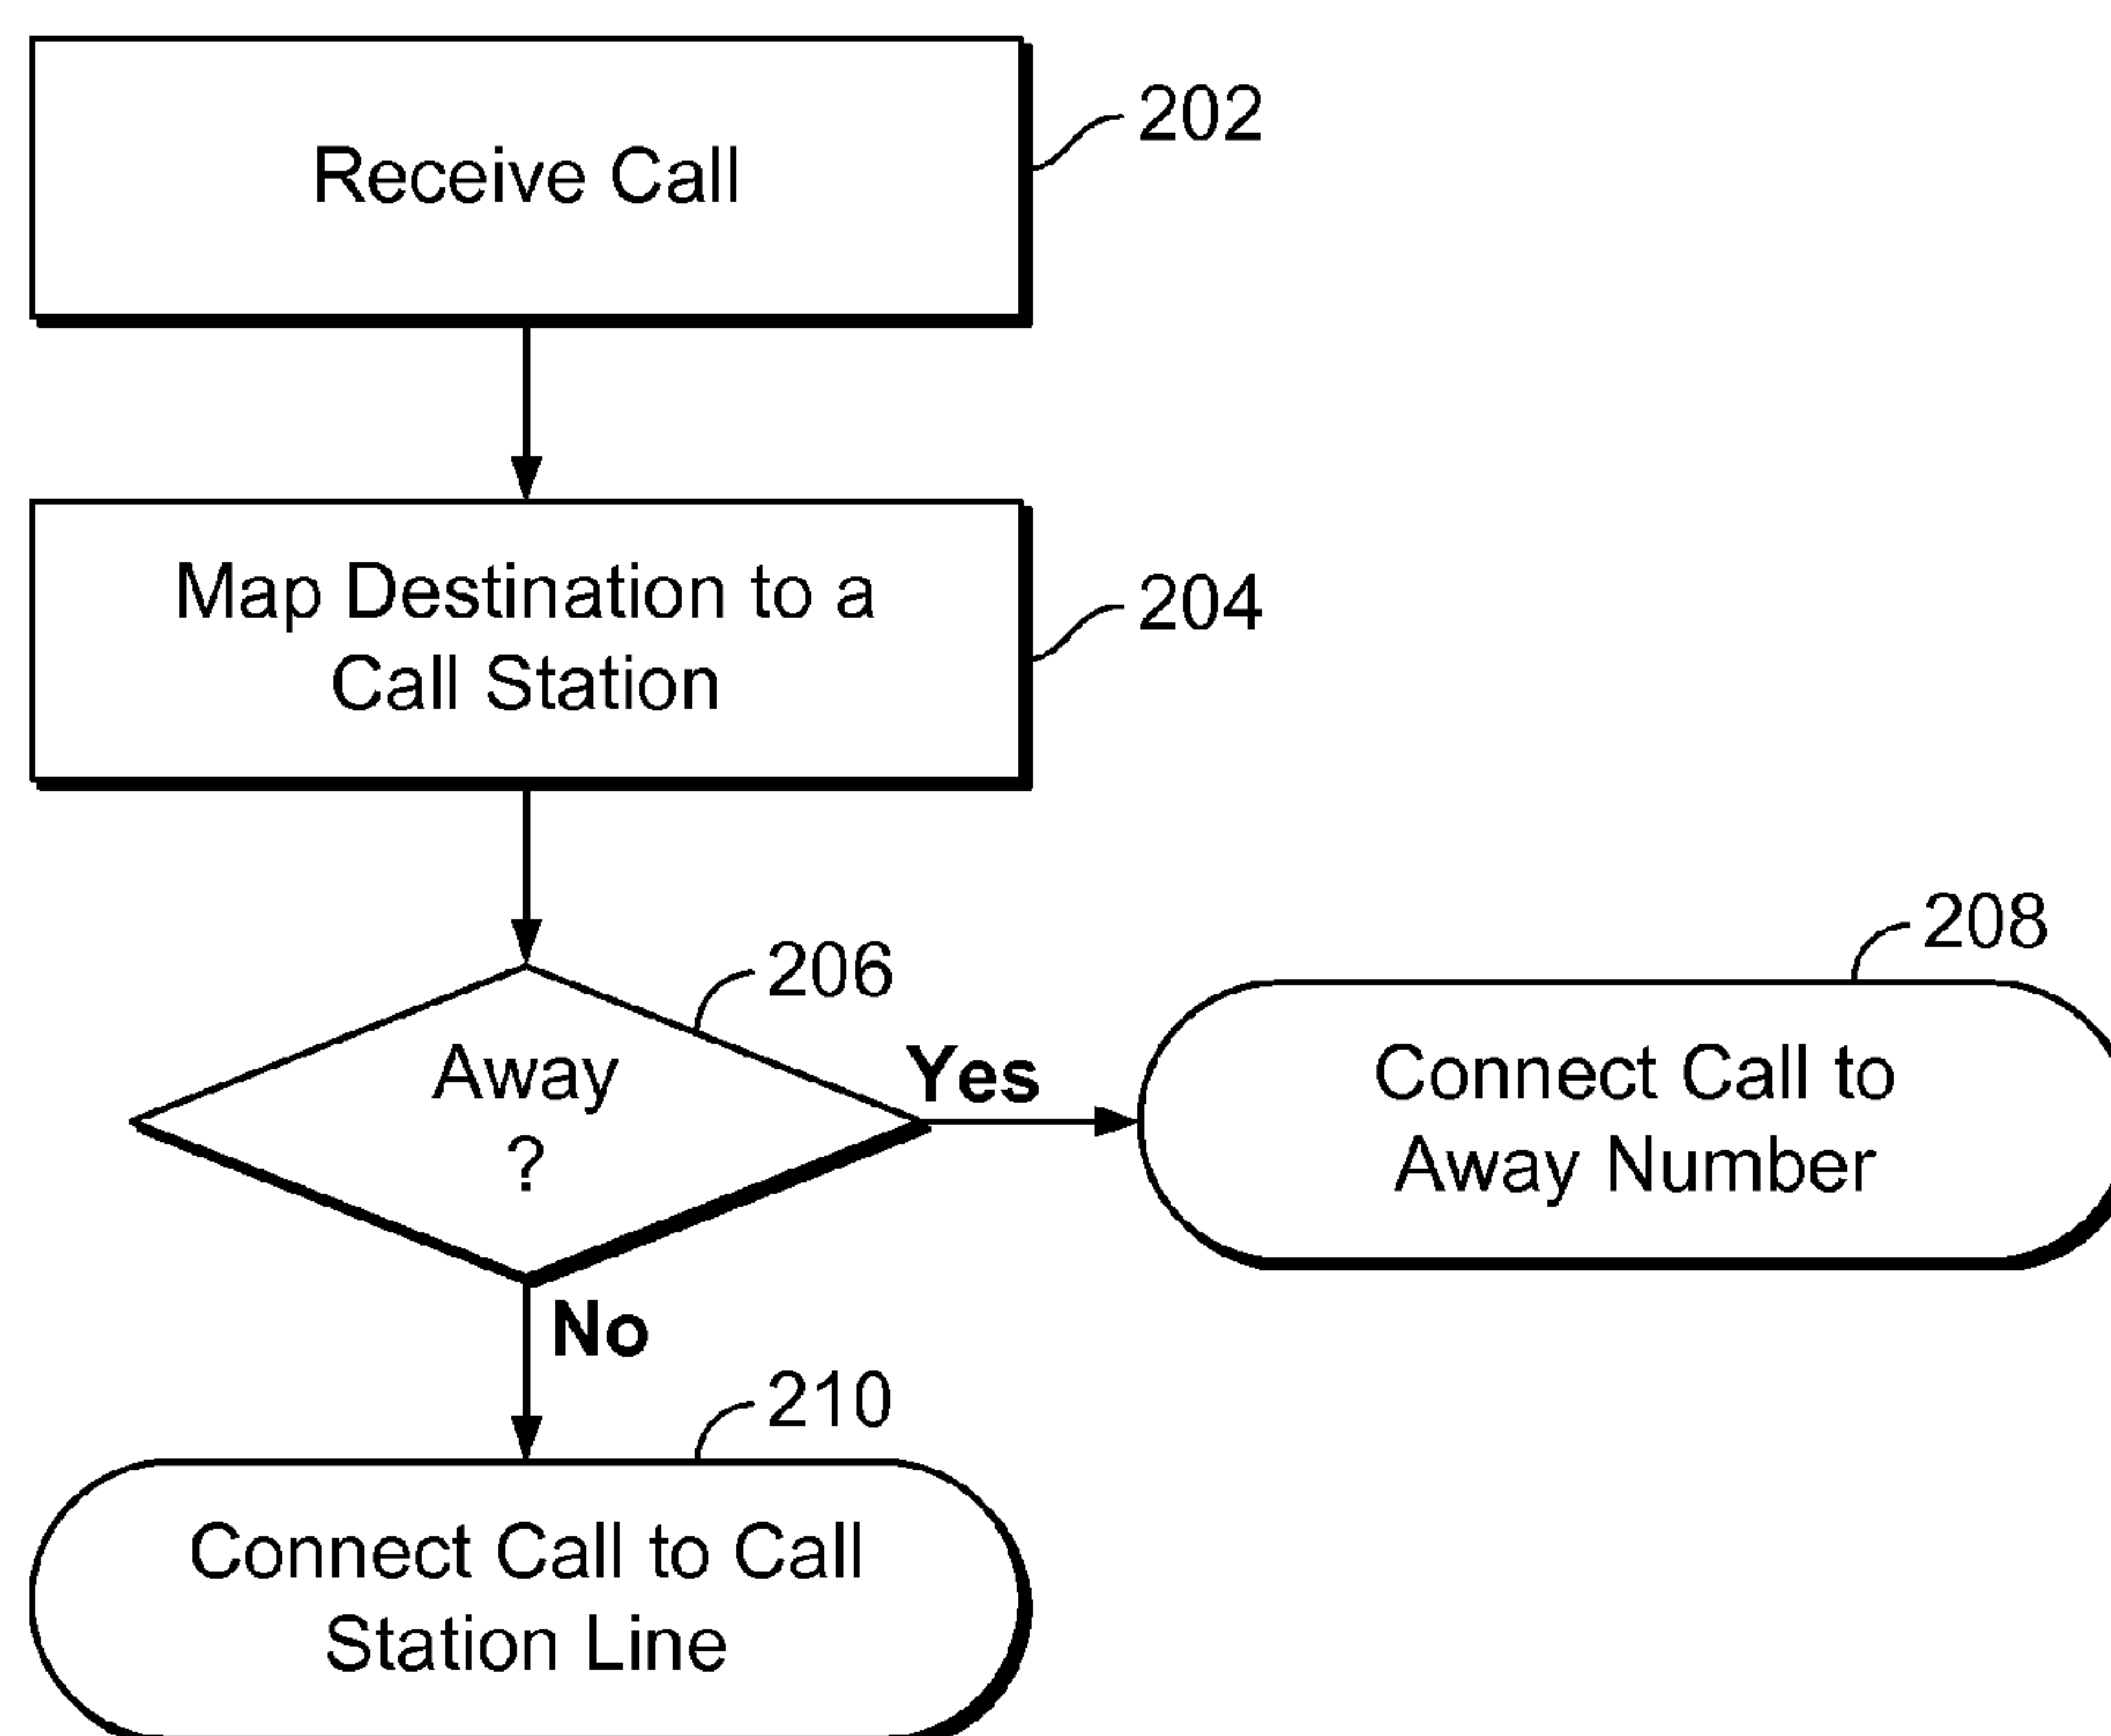 Receive Call
202
Map Destination to a
Call Station
204
206
Away
?
Yes
208
Connect Call to
Away Number
No
210
Connect Call to Call
Station Line